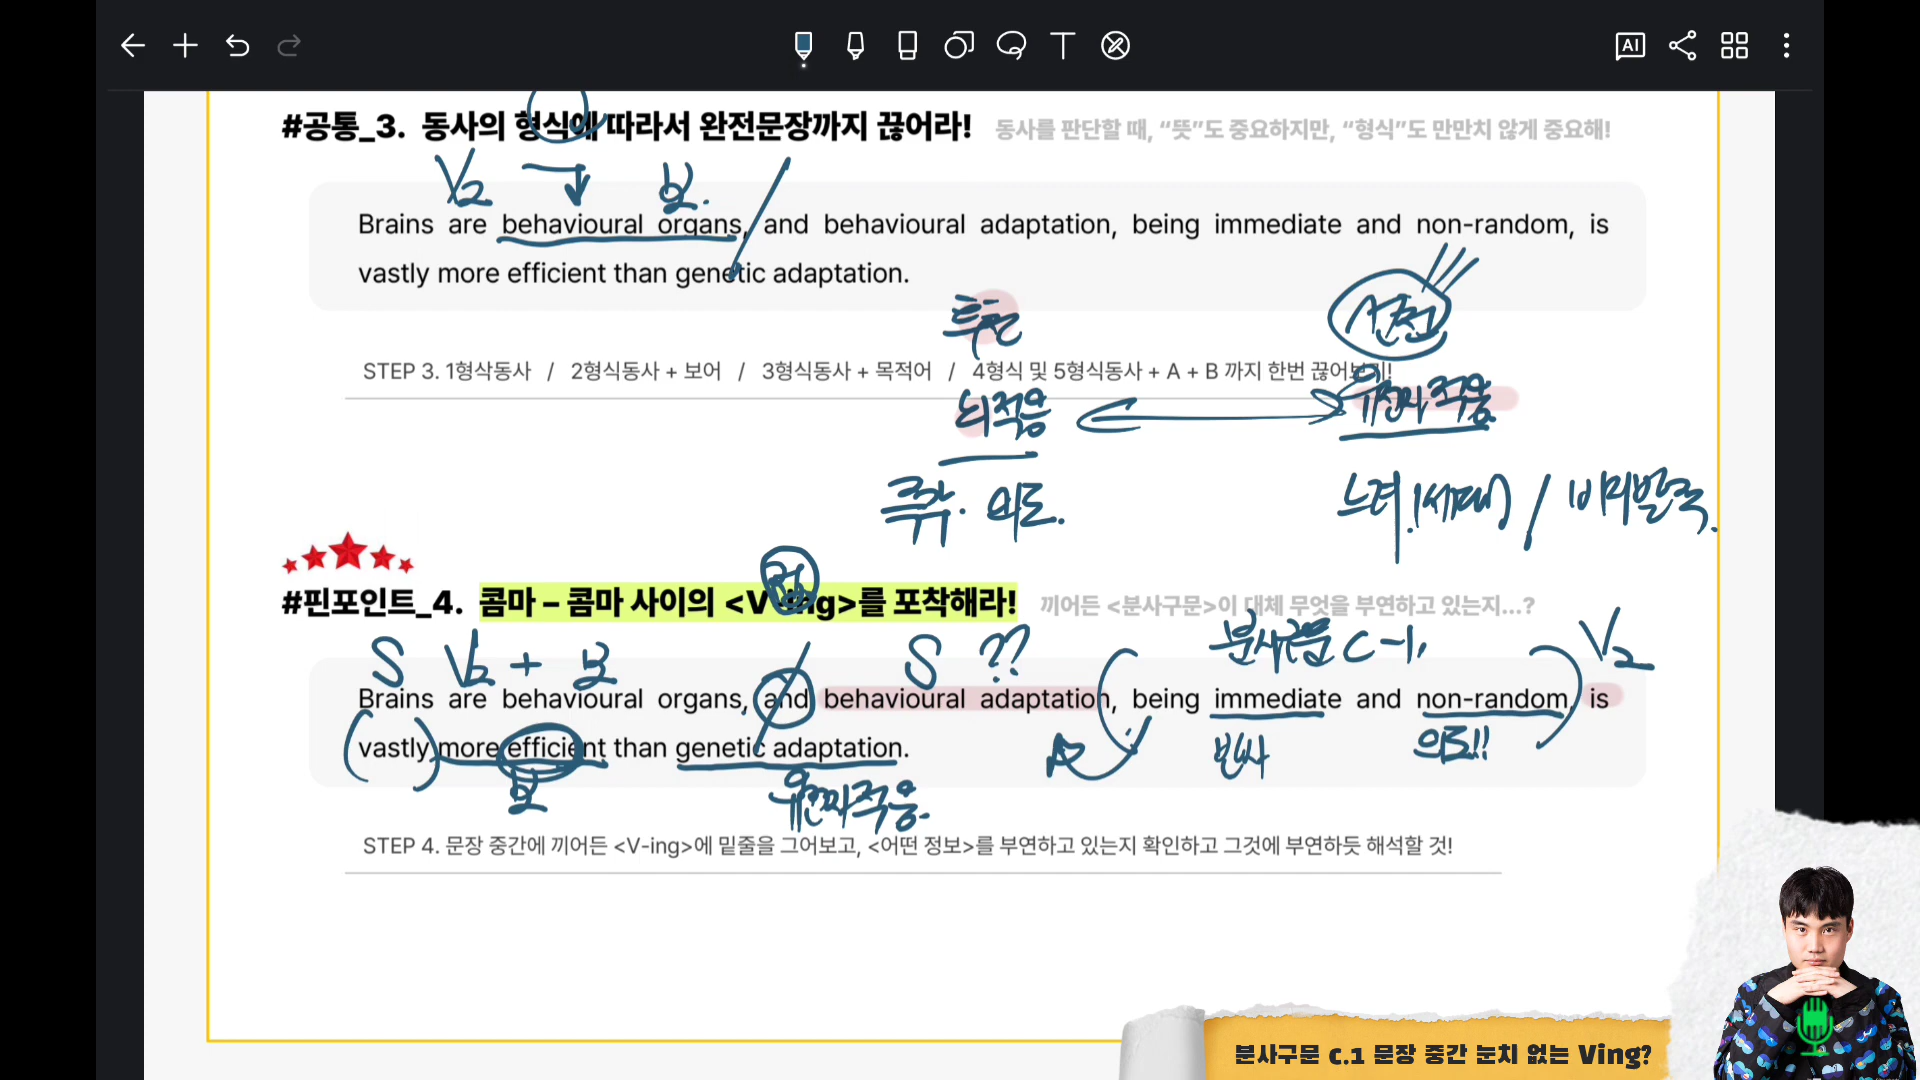 AI
#공통_3. 동사의 형식에 따라서 완전문장까지 끊어라! 동사를 판단할 때, “뜻”도 중요하지만, “형식”도 만만치 않게 중요해!
V2 보.
Brains are behavioural organs, and behavioural adaptation, being immediate and non-random, is
vastly more efficient than genetic adaptation.
후천 선천
STEP 3. 1형식동사 / 2형식동사 + 보어 / 3형식동사 + 목적어 / 4형식 및 5형식동사 + A + B 까지 한번 끊어보기!
뇌적응 유전자 적응
즉각. 의도. 느려.(세대) /
#핀포인트_4. 콤마 – 콤마 사이의 <V-ing>를 포착해라! 끼어든 <분사구문>이 대체 무엇을 부연하고 있는지...?
S V2 + 보 S ?? 분사구문 C-1, V2
Brains are behavioural organs, and behavioural adaptation, being immediate and non-random, is
vastly more efficient than genetic adaptation.
보 유전자적응. 의도!!
STEP 4. 문장 중간에 끼어든 <V-ing>에 밑줄을 그어보고, <어떤 정보>를 부연하고 있는지 확인하고 그것에 부연하듯 해석할 것!
분사구문 c.1 문장 중간 눈치 없는 Ving?